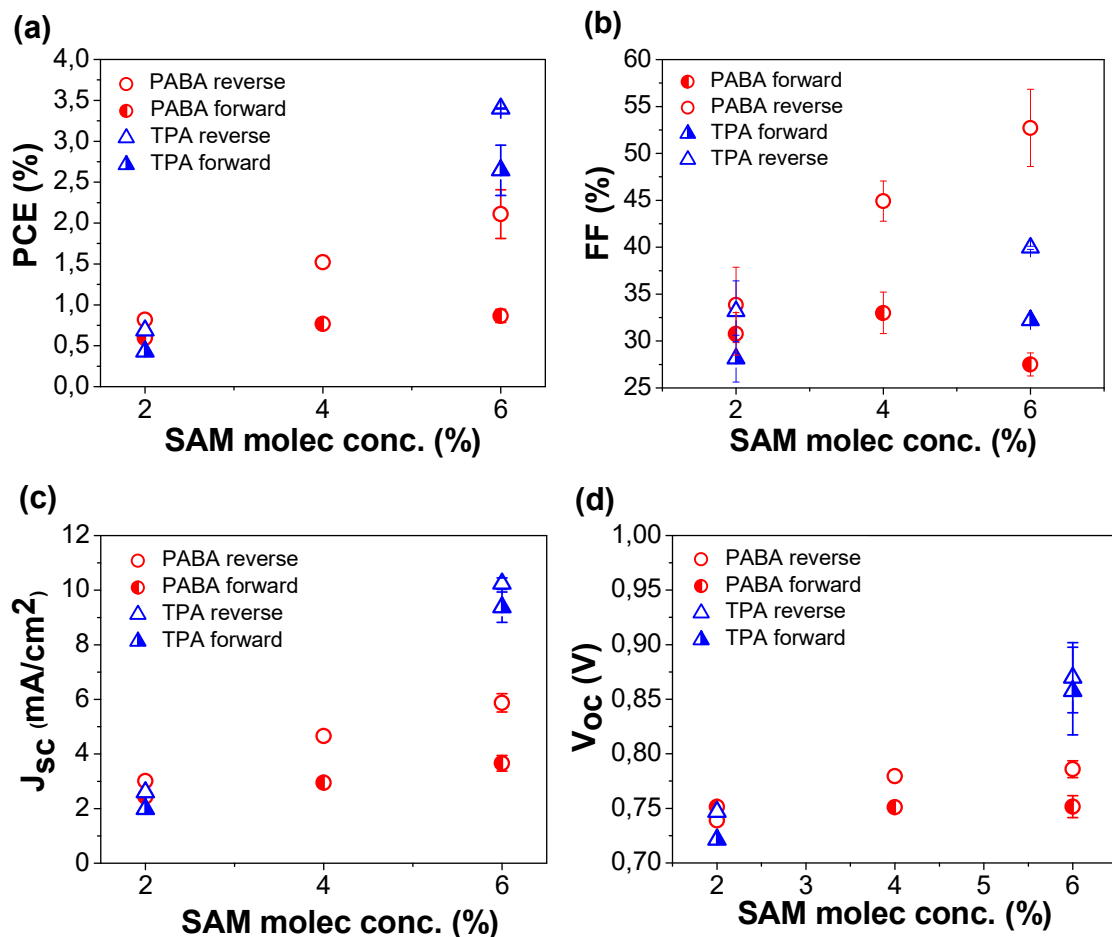 (a)
4,0
3,5
3,0
2,5
2,0
1,5
1,0
0,5
0,0
PCE (%)
PABA reverse
PABA forward
TPA reverse
TPA forward
2
4
6
SAM molec conc. (%)
(b)
60
55
50
45
40
35
30
25
FF (%)
PABA forward
PABA reverse
TPA forward
TPA reverse
2
4
6
SAM molec conc. (%)
(c)
12
10
8
6
4
2
0
Jsc (mA/cm2)
PABA reverse
PABA forward
TPA reverse
TPA forward
2
4
6
SAM molec conc. (%)
(d)
1,00
0,95
0,90
0,85
0,80
0,75
0,70
Voc (V)
PABA reverse
PABA forward
TPA reverse
TPA forward
2
3
4
5
6
SAM molec conc. (%)